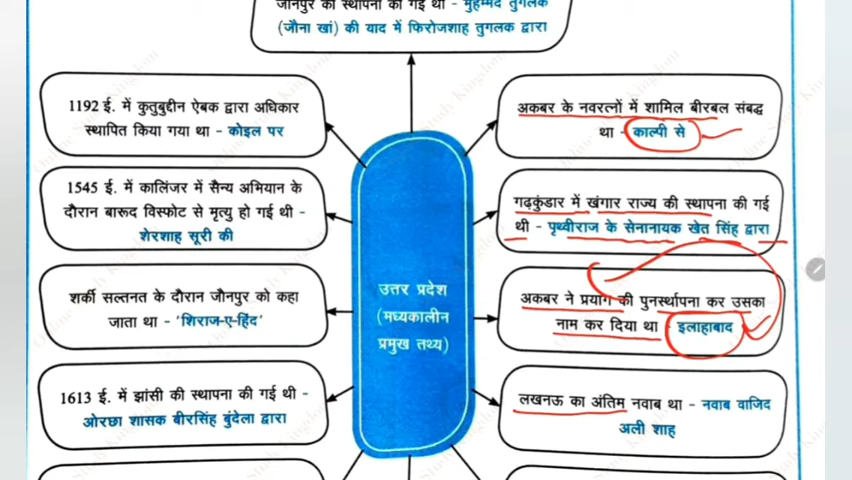 जौनपुर की स्थापना की गई थी - मुहम्मद तुगलक
(जौना खां) की याद में फिरोजशाह तुगलक द्वारा
1192 ई. में कुतुबुद्दीन ऐबक द्वारा अधिकार
स्थापित किया गया था - कोइल पर
1545 ई. में कालिंजर में सैन्य अभियान के
दौरान बारूद विस्फोट से मृत्यु हो गई थी -
शेरशाह सूरी की
शर्की सल्तनत के दौरान जौनपुर को कहा
जाता था - 'शिराज-ए-हिंद'
1613 ई. में झांसी की स्थापना की गई थी -
ओरछा शासक बीरसिंह बुंदेला द्वारा
उत्तर प्रदेश
(मध्यकालीन
प्रमुख तथ्य)
अकबर के नवरत्नों में शामिल बीरबल संबद्ध
था - काल्पी से
गढ़कुंडार में खंगार राज्य की स्थापना की गई
थी - पृथ्वीराज के सेनानायक खेत सिंह द्वारा
अकबर ने प्रयाग की पुनर्स्थापना कर उसका
नाम कर दिया था - इलाहाबाद
लखनऊ का अंतिम नवाब था - नवाब वाजिद
अली शाह